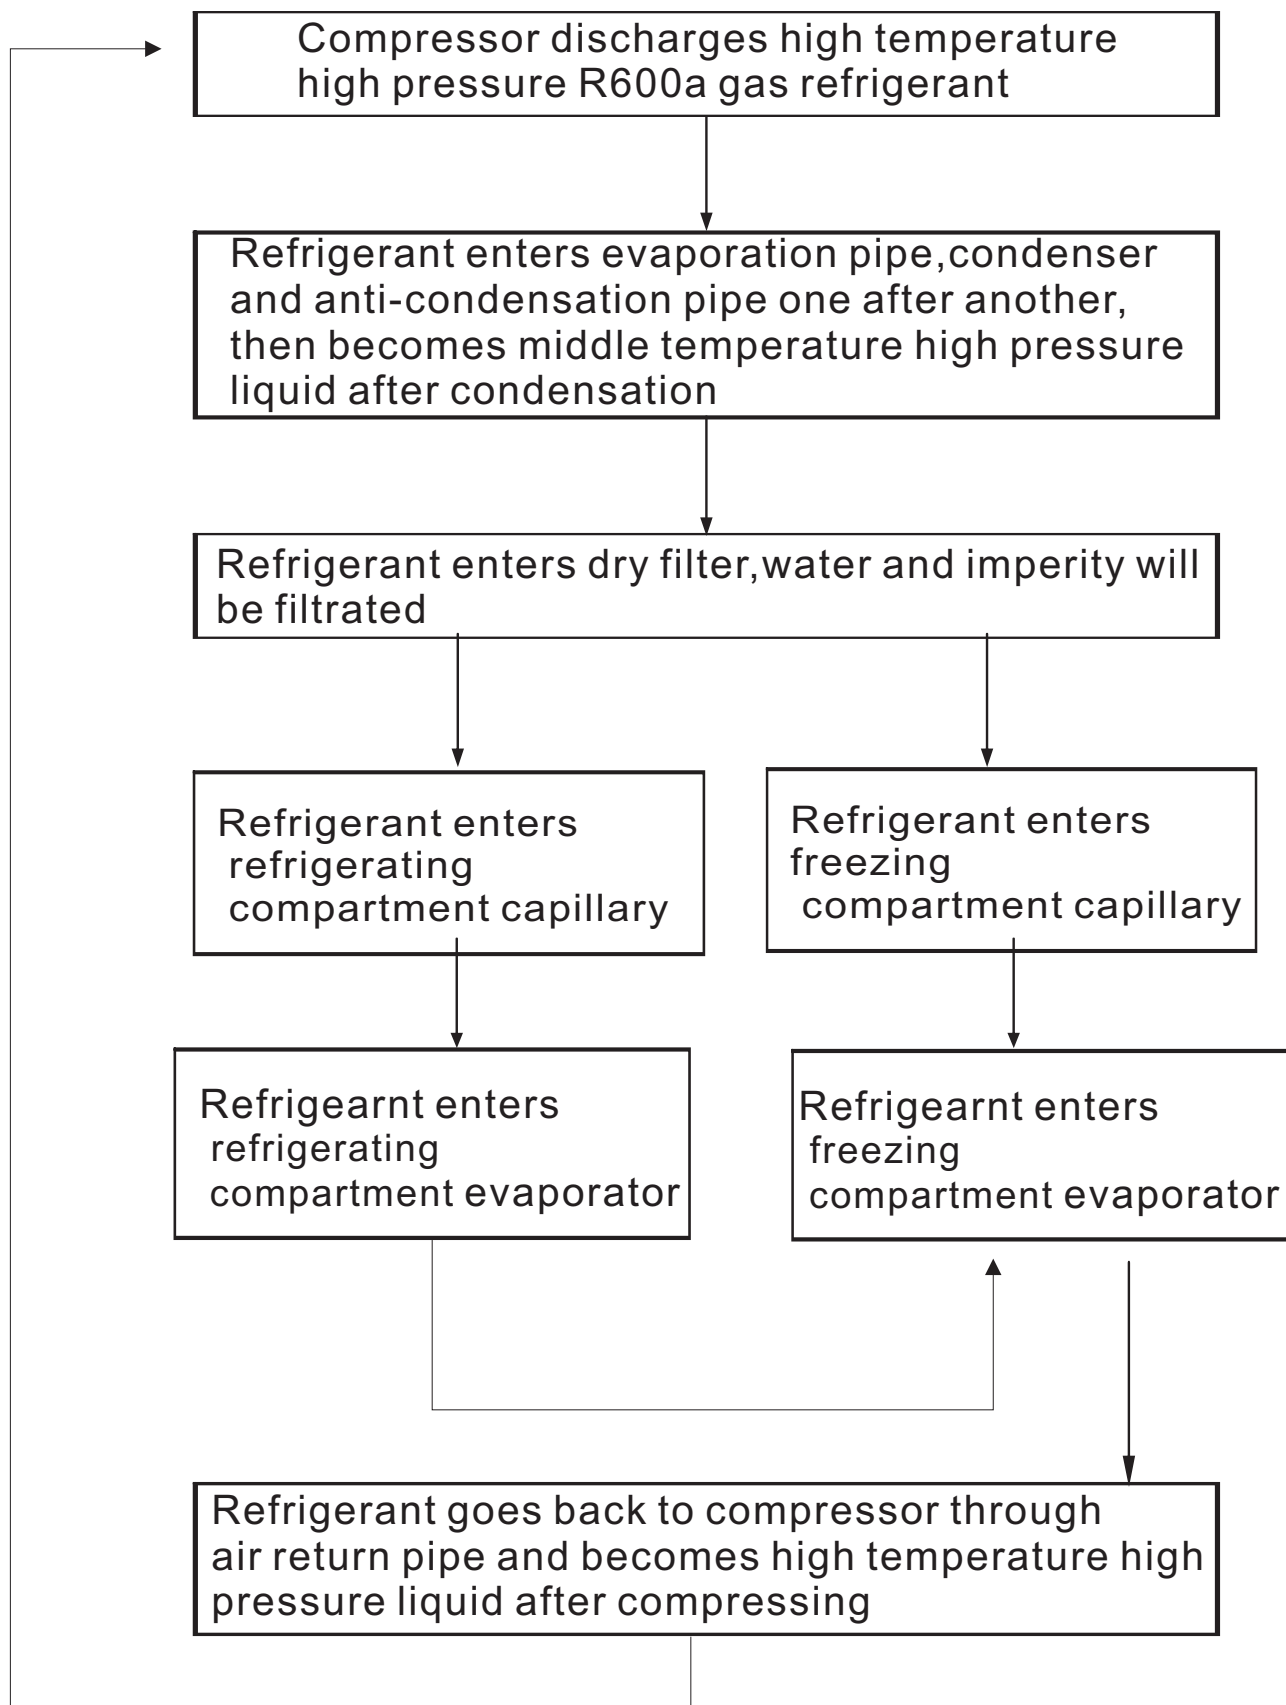 Compressor discharges high temperature
high pressure R600a gas refrigerant
Refrigerant enters evaporation pipe,condenser
and anti-condensation pipe one after another,
then becomes middle temperature high pressure
liquid after condensation
Refrigerant enters dry filter,water and imperity will
be filtrated
Refrigerant enters
refrigerating
compartment capillary
Refrigerant enters
freezing
compartment capillary
Refrigearnt enters
refrigerating
compartment evaporator
Refrigearnt enters
freezing
compartment evaporator
Refrigerant goes back to compressor through
air return pipe and becomes high temperature high
pressure liquid after compressing